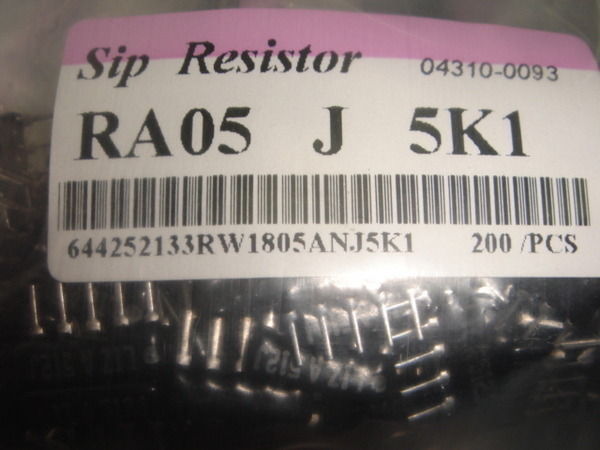 Sip Resistor 04310-0093
RA05 J 5K1
644252133RW1805ANJ5K1 200 /PCS